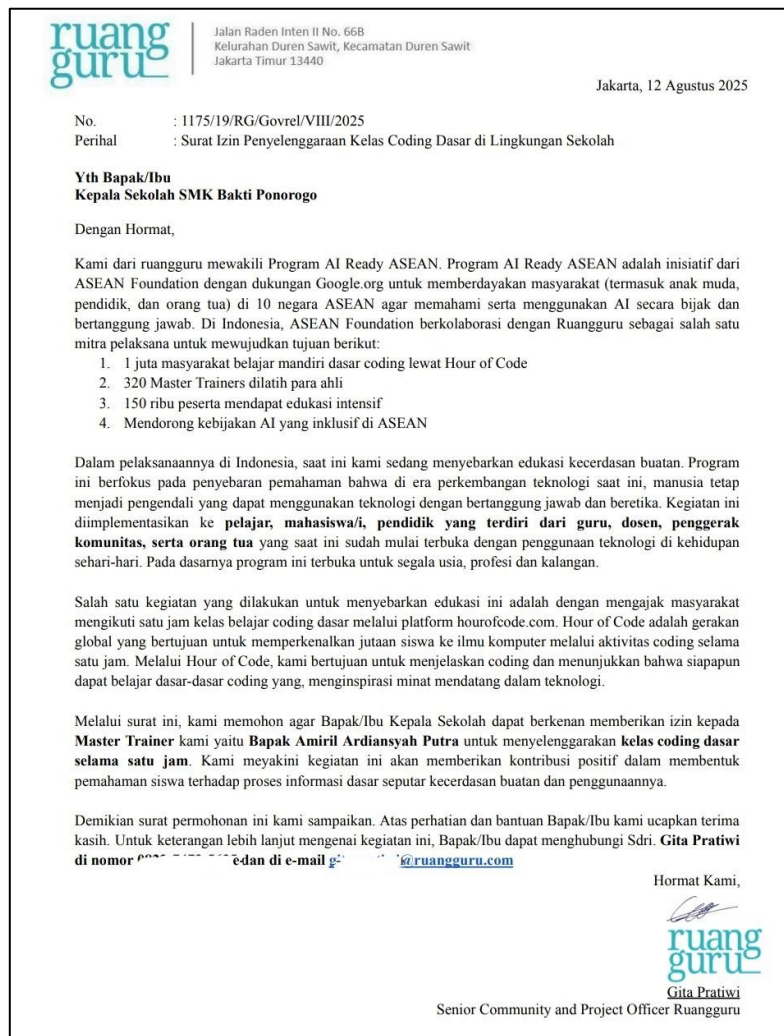 ruang
guru
Jalan Raden Inten II No. 66B
Kelurahan Duren Sawit, Kecamatan Duren Sawit
Jakarta Timur 13440
Jakarta, 12 Agustus 2025
No. : 1175/19/RG/Govrel/VIII/2025
Perihal : Surat Izin Penyelenggaraan Kelas Coding Dasar di Lingkungan Sekolah
Yth Bapak/Ibu
Kepala Sekolah SMK Bakti Ponorogo
Dengan Hormat,
Kami dari ruangguru mewakili Program AI Ready ASEAN. Program AI Ready ASEAN adalah inisiatif dari
ASEAN Foundation dengan dukungan Google.org untuk memberdayakan masyarakat (termasuk anak muda,
pendidik, dan orang tua) di 10 negara ASEAN agar memahami serta menggunakan AI secara bijak dan
bertanggung jawab. Di Indonesia, ASEAN Foundation berkolaborasi dengan Ruangguru sebagai salah satu
mitra pelaksana untuk mewujudkan tujuan berikut:
1. 1 juta masyarakat belajar mandiri dasar coding lewat Hour of Code
2. 320 Master Trainers dilatih para ahli
3. 150 ribu peserta mendapat edukasi intensif
4. Mendorong kebijakan AI yang inklusif di ASEAN
Dalam pelaksanaannya di Indonesia, saat ini kami sedang menyebarkan edukasi kecerdasan buatan. Program
ini berfokus pada penyebaran pemahaman bahwa di era perkembangan teknologi saat ini, manusia tetap
menjadi pengendali yang dapat menggunakan teknologi dengan bertanggung jawab dan beretika. Kegiatan ini
diimplementasikan ke pelajar, mahasiswa/i, pendidik yang terdiri dari guru, dosen, penggerak
komunitas, serta orang tua yang saat ini sudah mulai terbuka dengan penggunaan teknologi di kehidupan
sehari-hari. Pada dasarnya program ini terbuka untuk segala usia, profesi dan kalangan.
Salah satu kegiatan yang dilakukan untuk menyebarkan edukasi ini adalah dengan mengajak masyarakat
mengikuti satu jam kelas belajar coding dasar melalui platform hourofcode.com. Hour of Code adalah gerakan
global yang bertujuan untuk memperkenalkan jutaan siswa ke ilmu komputer melalui aktivitas coding selama
satu jam. Melalui Hour of Code, kami bertujuan untuk menjelaskan coding dan menunjukkan bahwa siapapun
dapat belajar dasar-dasar coding yang, menginspirasi minat mendatang dalam teknologi.
Melalui surat ini, kami memohon agar Bapak/Ibu Kepala Sekolah dapat berkenan memberikan izin kepada
Master Trainer kami yaitu Bapak Amiril Ardiansyah Putra untuk menyelenggarakan kelas coding dasar
selama satu jam. Kami meyakini kegiatan ini akan memberikan kontribusi positif dalam membentuk
pemahaman siswa terhadap proses informasi dasar seputar kecerdasan buatan dan penggunaannya.
Demikian surat permohonan ini kami sampaikan. Atas perhatian dan bantuan Bapak/Ibu kami ucapkan terima
kasih. Untuk keterangan lebih lanjut mengenai kegiatan ini, Bapak/Ibu dapat menghubungi Sdri. Gita Pratiwi
di nomor edan di e-mail @ruangguru.com
Hormat Kami,
ruang
guru
Gita Pratiwi
Senior Community and Project Officer Ruangguru